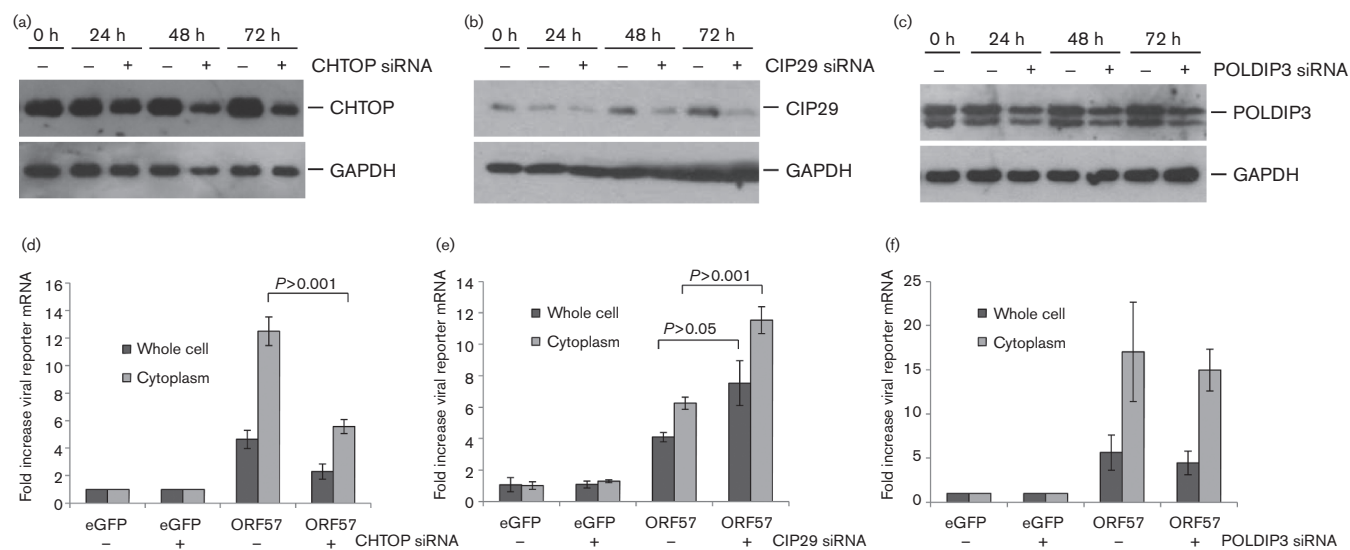 (a)
0 h 24 h 48 h 72 h
– – + – + – + CHTOP siRNA
CHTOP
GAPDH
(b)
0 h 24 h 48 h 72 h
– – + – + – + CIP29 siRNA
CIP29
GAPDH
(c)
0 h 24 h 48 h 72 h
– – + – + – + POLDIP3 siRNA
POLDIP3
GAPDH
(d)
Fold increase viral reporter mRNA
16
14
12
10
8
6
4
2
0
P>0.001
Whole cell
Cytoplasm
eGFP eGFP ORF57 ORF57
– + – + CHTOP siRNA
(e)
Fold increase viral reporter mRNA
14
12
10
8
6
4
2
0
P>0.001
P>0.05
Whole cell
Cytoplasm
eGFP eGFP ORF57 ORF57
– + – + CIP29 siRNA
(f)
Fold increase viral reporter mRNA
25
20
15
10
5
0
Whole cell
Cytoplasm
eGFP eGFP ORF57 ORF57
– + – + POLDIP3 siRNA